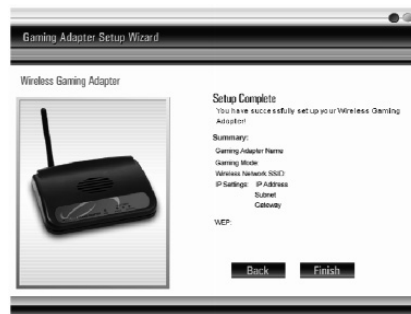 Gaming Adapter Setup Wizard
Wireless Gaming Adapter
Setup Complete
You have successfully set up your Wireless Gaming
Adapter!
Summary:
Gaming Adapter Name
Gaming Mode
Wireless Network SSID:
IP Settings: IP Address
Subnet
Gateway
WEP:
Back Finish